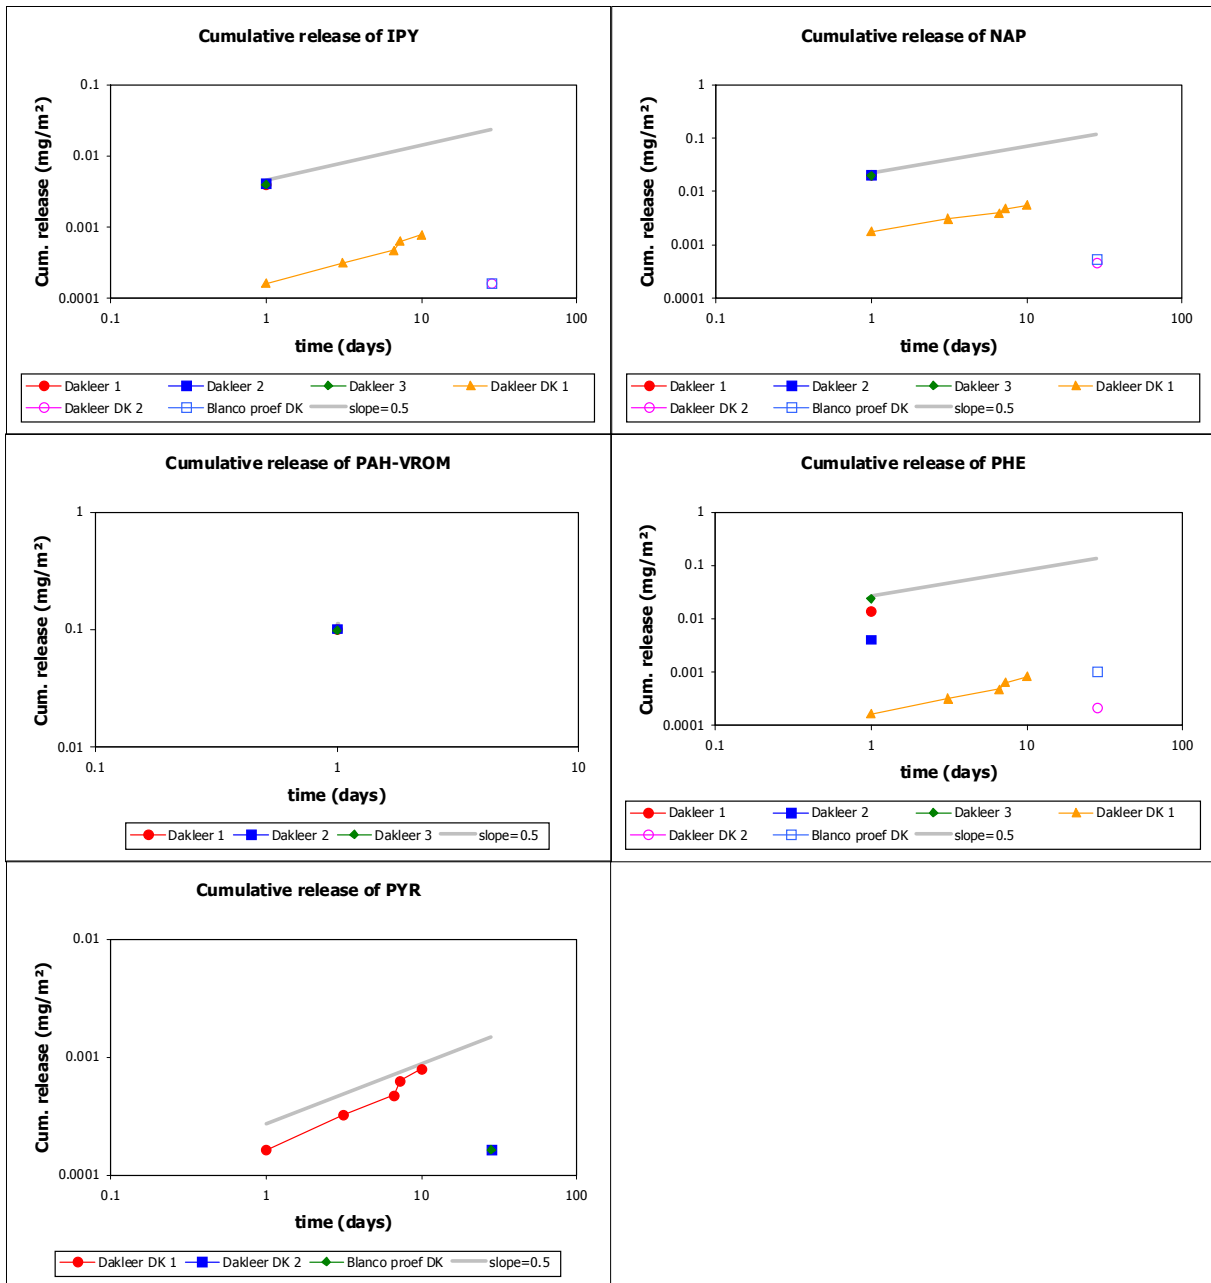 Cumulative release of IPY
Cum. release (mg/m²)
0.1
0.01
0.001
0.0001
0.1 1 10 100
time (days)
Dakleer 1 Dakleer 2 Dakleer 3 Dakleer DK 1
Dakleer DK 2 Blanco proef DK slope=0.5
Cumulative release of NAP
Cum. release (mg/m²)
1
0.1
0.01
0.001
0.0001
0.1 1 10 100
time (days)
Dakleer 1 Dakleer 2 Dakleer 3 Dakleer DK 1
Dakleer DK 2 Blanco proef DK slope=0.5
Cumulative release of PAH-VROM
Cum. release (mg/m²)
1
0.1
0.01
0.1 1 10
time (days)
Dakleer 1 Dakleer 2 Dakleer 3 slope=0.5
Cumulative release of PHE
Cum. release (mg/m²)
1
0.1
0.01
0.001
0.0001
0.1 1 10 100
time (days)
Dakleer 1 Dakleer 2 Dakleer 3 Dakleer DK 1
Dakleer DK 2 Blanco proef DK slope=0.5
Cumulative release of PYR
Cum. release (mg/m²)
0.01
0.001
0.0001
0.1 1 10 100
time (days)
Dakleer DK 1 Dakleer DK 2 Blanco proef DK slope=0.5